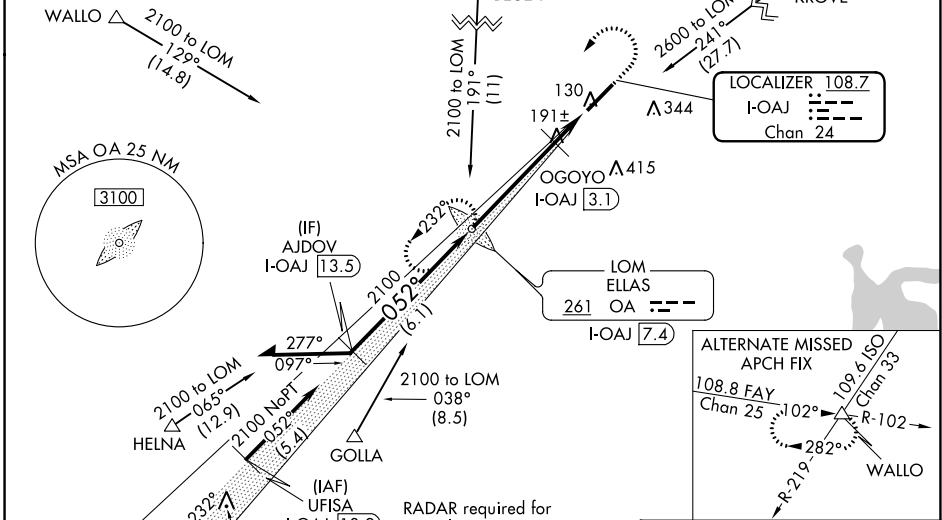 WALLO
2100 to LOM
129°
(14.8)
2100 to LOM
191°
(11)
2600 to LOM
241°
(27.7)
LOCALIZER 108.7
I-OAJ
Chan 24
130
344
191±
MSA OA 25 NM
3100
OGOYO
415
I-OAJ 3.1
232°
(IF)
AJDOV
I-OAJ 13.5
2100
052°
(6.1)
LOM
ELLAS
261 OA
I-OAJ 7.4
277°
097°
2100 to LOM
065°
(12.9)
HELNA
2100 NoPT
052°
(5.4)
2100 to LOM
038°
(8.5)
GOLLA
ALTERNATE MISSED
APCH FIX
108.8 FAY
Chan 25
109.6 ISO
Chan 33
102°
R-102
282°
R-219
WALLO
232°
(IAF)
UFISA
RADAR required for